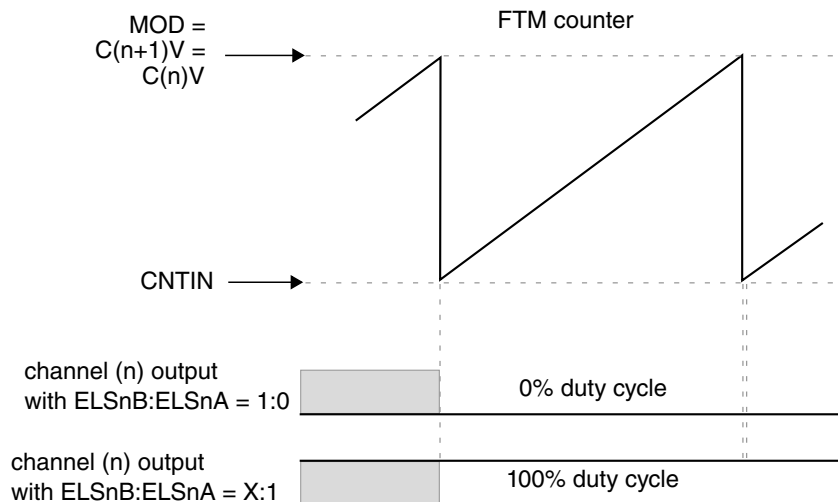 FTM counter
MOD =
C(n+1)V =
C(n)V
CNTIN
channel (n) output
with ELSnB:ELSnA = 1:0
0% duty cycle
channel (n) output
with ELSnB:ELSnA = X:1
100% duty cycle